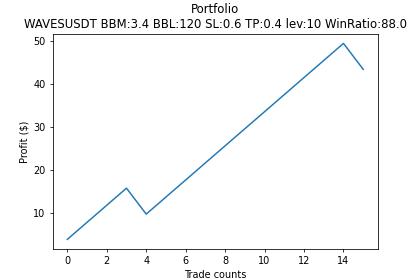 Portfolio
WAVESUSDT BBM:3.4 BBL:120 SL:0.6 TP:0.4 lev:10 WinRatio:88.0
50
40
30
20
10
Profit ($)
0 2 4 6 8 10 12 14
Trade counts